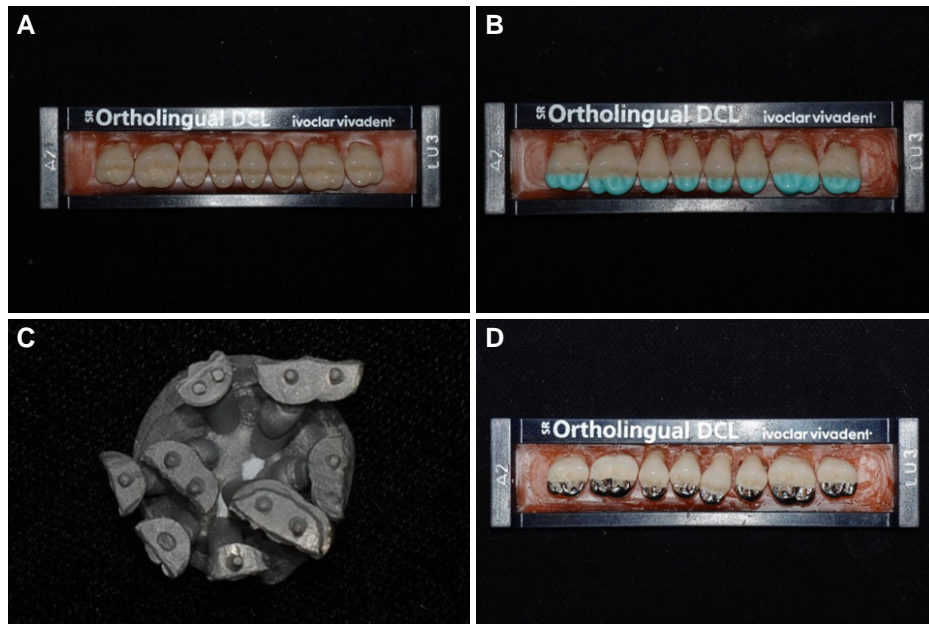 A
SR Ortholingual DCL ivoclar vivadent
A2
LU3
B
SR Ortholingual DCL ivoclar vivadent
A2
LU3
C
D
SR Ortholingual DCL ivoclar vivadent
A2
LU3